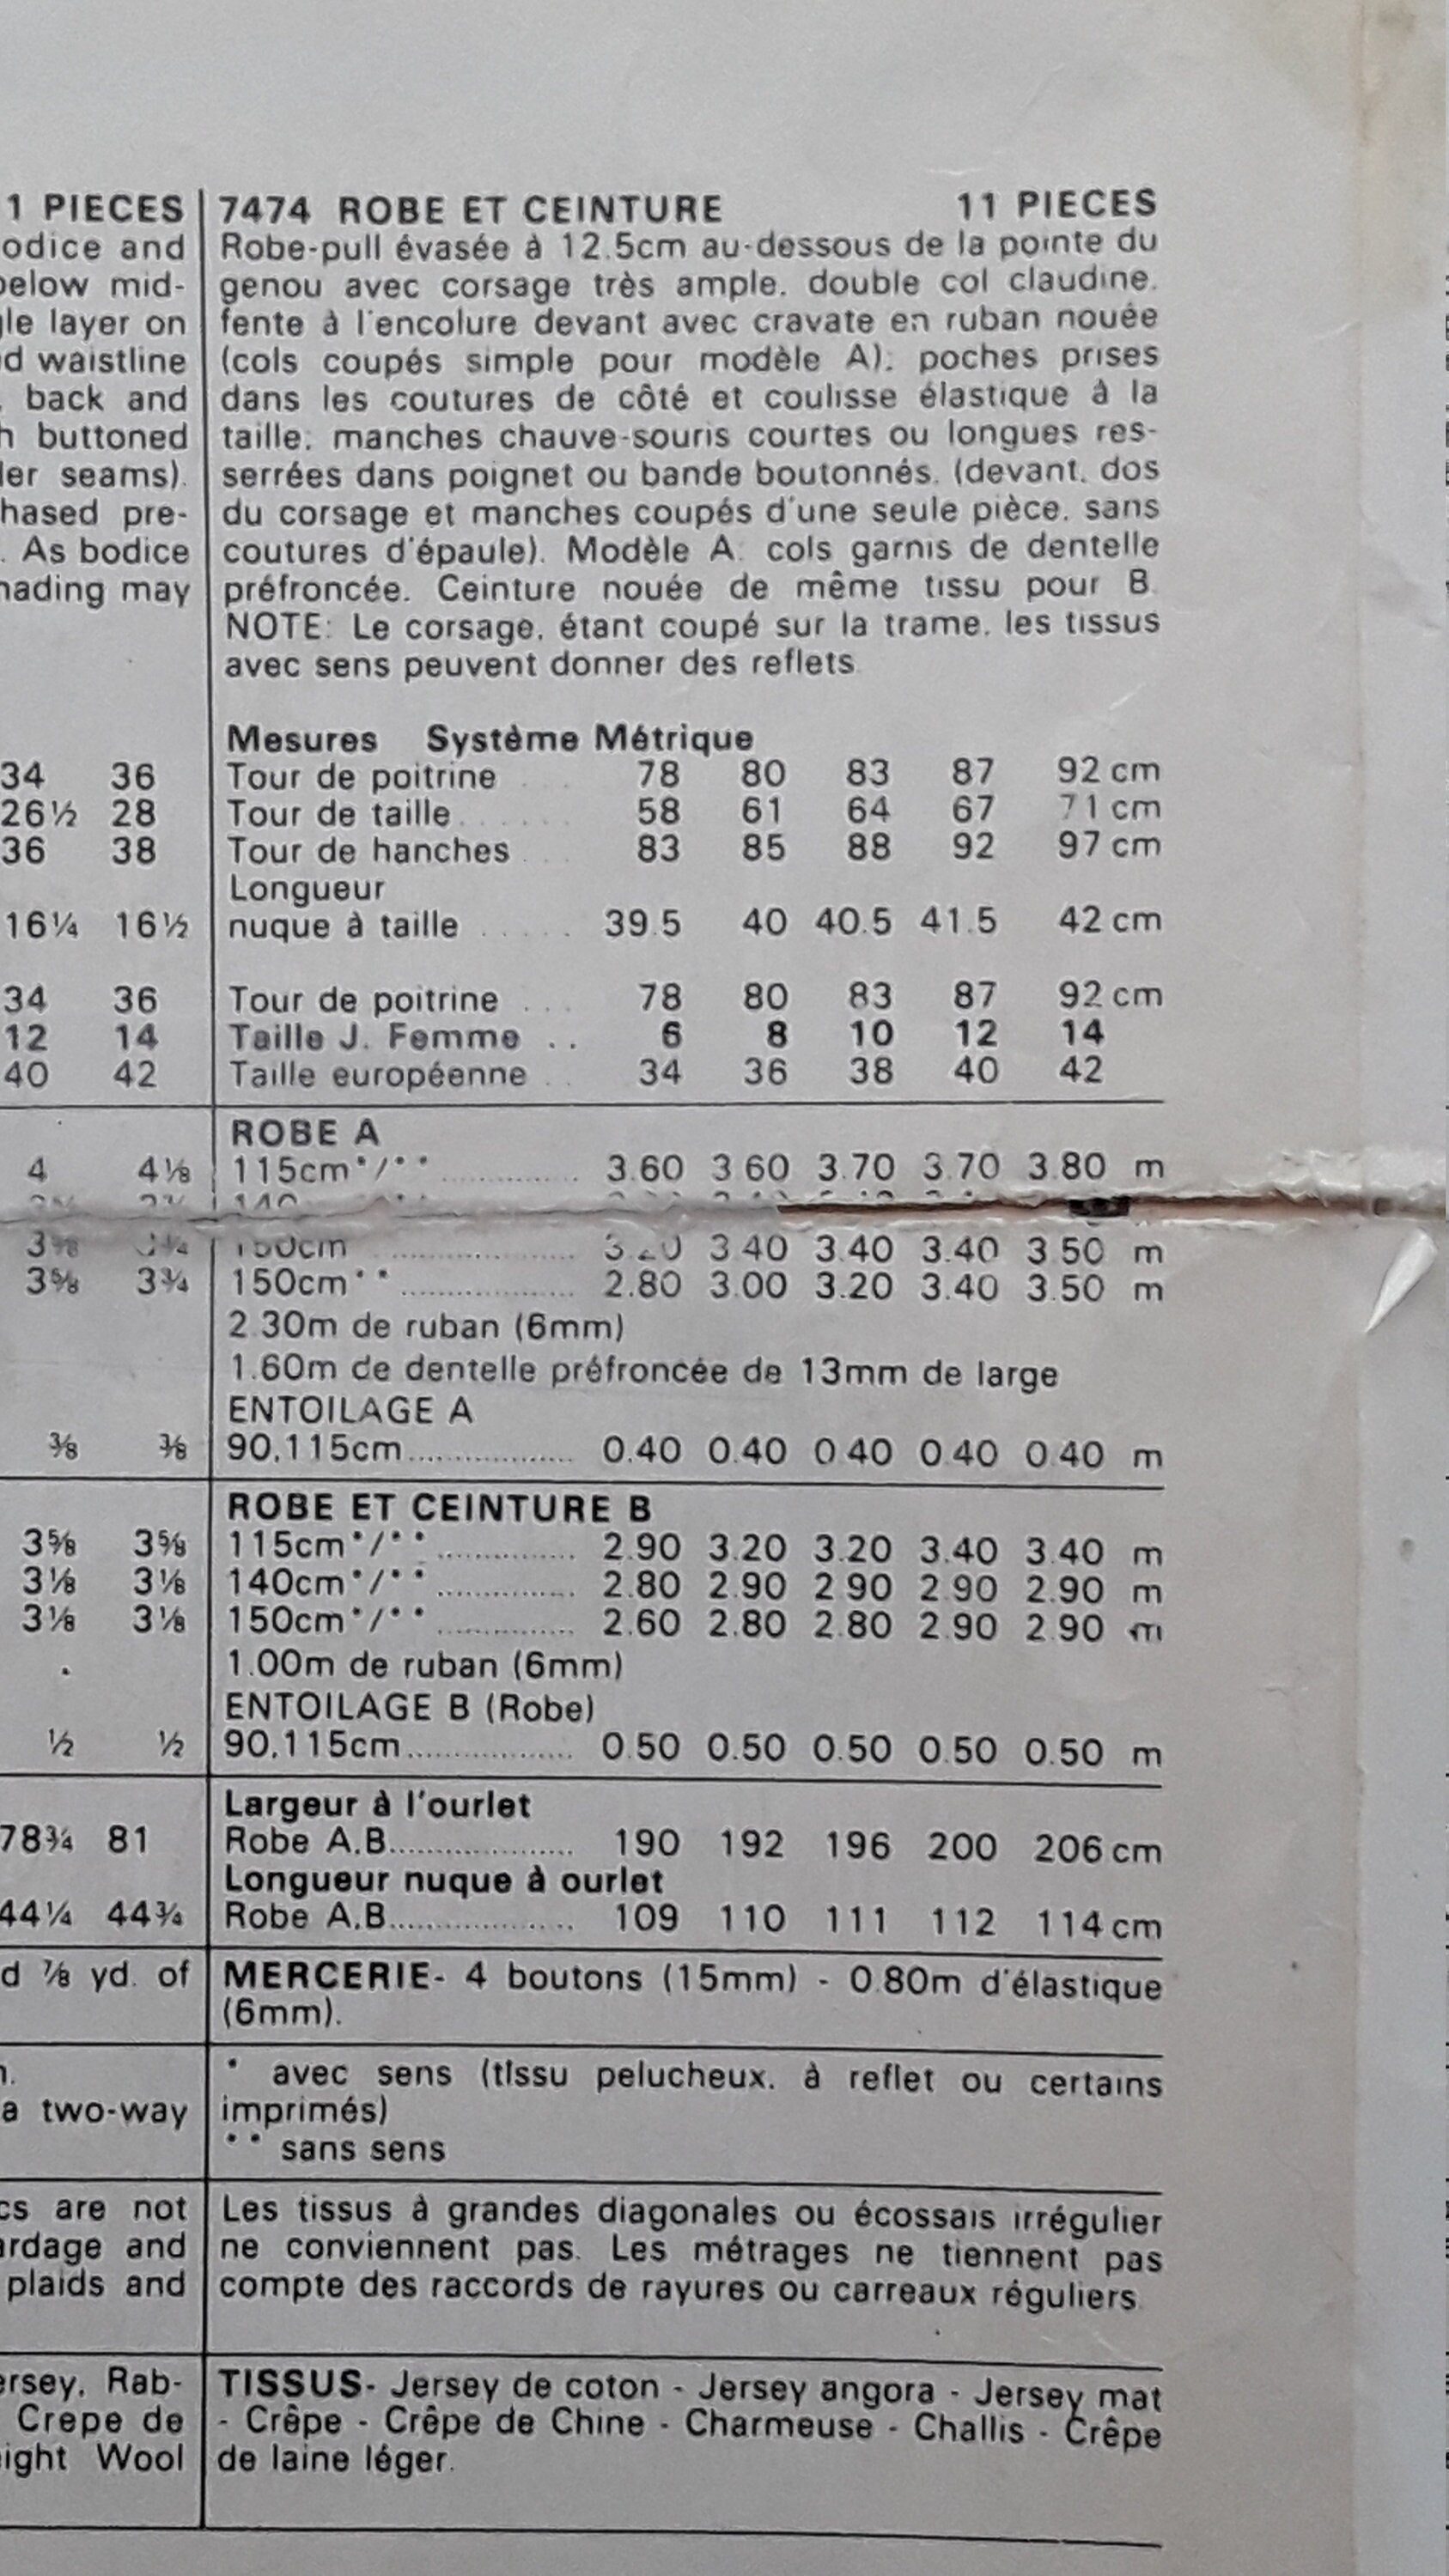 1 PIECES
odice and
below mid-
gle layer on
d waistline
back and
h buttoned
der seams).
hased pre-
. As bodice
hading may
34 36
26½ 28
36 38
16¼ 16½
34 36
12 14
40 42
4 4⅛
3⅝ 3¾
⅜ ⅜
3⅝ 3⅝
3⅛ 3⅛
3⅛ 3⅛
½ ½
78¾ 81
44¼ 44¾
d ⅞ yd. of
a two-way
cs are not
ardage and
plaids and
ersey, Rab-
Crepe de
eight Wool
7474 ROBE ET CEINTURE 11 PIECES
Robe-pull évasée à 12.5cm au-dessous de la pointe du
genou avec corsage très ample, double col claudine,
fente à l'encolure devant avec cravate en ruban nouée
(cols coupés simple pour modèle A); poches prises
dans les coutures de côté et coulisse élastique à la
taille; manches chauve-souris courtes ou longues res-
serrées dans poignet ou bande boutonnés, (devant, dos
du corsage et manches coupés d'une seule pièce, sans
coutures d'épaule). Modèle A: cols garnis de dentelle
préfroncée. Ceinture nouée de même tissu pour B.
NOTE: Le corsage, étant coupé sur la trame, les tissus
avec sens peuvent donner des reflets.
Mesures Système Métrique
Tour de poitrine 78 80 83 87 92 cm
Tour de taille 58 61 64 67 71 cm
Tour de hanches 83 85 88 92 97 cm
Longueur
nuque à taille ..... 39.5 40 40.5 41.5 42 cm
Tour de poitrine ... 78 80 83 87 92 cm
Taille J. Femme .. 6 8 10 12 14
Taille européenne .. 34 36 38 40 42
ROBE A
115cm*/** .............. 3.60 3.60 3.70 3.70 3.80 m
150cm .................. 3.20 3.40 3.40 3.40 3.50 m
150cm** .................. 2.80 3.00 3.20 3.40 3.50 m
2.30m de ruban (6mm)
1.60m de dentelle préfroncée de 13mm de large
ENTOILAGE A
90,115cm.................. 0.40 0.40 0.40 0.40 0.40 m
ROBE ET CEINTURE B
115cm*/** .............. 2.90 3.20 3.20 3.40 3.40 m
140cm*/** .............. 2.80 2.90 2.90 2.90 2.90 m
150cm*/** .............. 2.60 2.80 2.80 2.90 2.90 m
1.00m de ruban (6mm)
ENTOILAGE B (Robe)
90,115cm.................. 0.50 0.50 0.50 0.50 0.50 m
Largeur à l'ourlet
Robe A,B.................... 190 192 196 200 206 cm
Longueur nuque à ourlet
Robe A,B.................... 109 110 111 112 114 cm
MERCERIE- 4 boutons (15mm) - 0.80m d'élastique
(6mm).
* avec sens (tissu pelucheux, à reflet ou certains
imprimés)
** sans sens
Les tissus à grandes diagonales ou écossais irrégulier
ne conviennent pas. Les métrages ne tiennent pas
compte des raccords de rayures ou carreaux réguliers.
TISSUS- Jersey de coton - Jersey angora - Jersey mat
- Crêpe - Crêpe de Chine - Charmeuse - Challis - Crêpe
de laine léger.